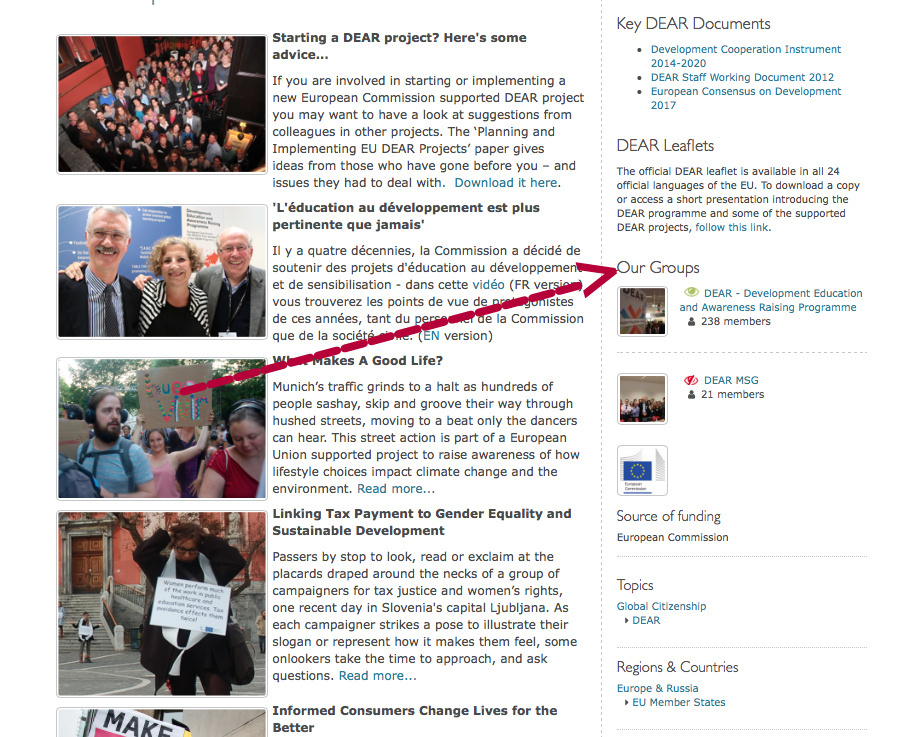 Starting a DEAR project? Here's some
advice...
If you are involved in starting or implementing a
new European Commission supported DEAR project
you may want to have a look at suggestions from
colleagues in other projects. The ‘Planning and
Implementing EU DEAR Projects’ paper gives
ideas from those who have gone before you – and
issues they had to deal with.  Download it here.
'L'éducation au développement est plus
pertinente que jamais'
Il y a quatre décennies, la Commission a décidé de
soutenir des projets d'éducation au développement
et de sensibilisation - dans cette vidéo (FR version)
vous trouverez les points de vue de protagonistes
de ces années, tant du personnel de la Commission
que de la société civile. (EN version)
What Makes A Good Life?
Munich’s traffic grinds to a halt as hundreds of
people sashay, skip and groove their way through
hushed streets, moving to a beat only the dancers
can hear. This street action is part of a European
Union supported project to raise awareness of how
lifestyle choices impact climate change and the
environment. Read more...
Linking Tax Payment to Gender Equality and
Sustainable Development
Women perform much
of the work in public
healthcare and
education services. Tax
avoidance effects them
twice!
Passers by stop to look, read or exclaim at the
placards draped around the necks of a group of
campaigners for tax justice and women’s rights,
one recent day in Slovenia's capital Ljubljana. As
each campaigner strikes a pose to illustrate their
slogan or represent how it makes them feel, some
onlookers take the time to approach, and ask
questions. Read more...
MAKE
Informed Consumers Change Lives for the
Better
Key DEAR Documents
Development Cooperation Instrument
2014-2020
DEAR Staff Working Document 2012
European Consensus on Development
2017
DEAR Leaflets
The official DEAR leaflet is available in all 24
official languages of the EU. To download a copy
or access a short presentation introducing the
DEAR programme and some of the supported
DEAR projects, follow this link.
Our Groups
DEAR - Development Education
and Awareness Raising Programme
238 members
DEAR MSG
21 members
European
Commission
Source of funding
European Commission
Topics
Global Citizenship
DEAR
Regions & Countries
Europe & Russia
EU Member States